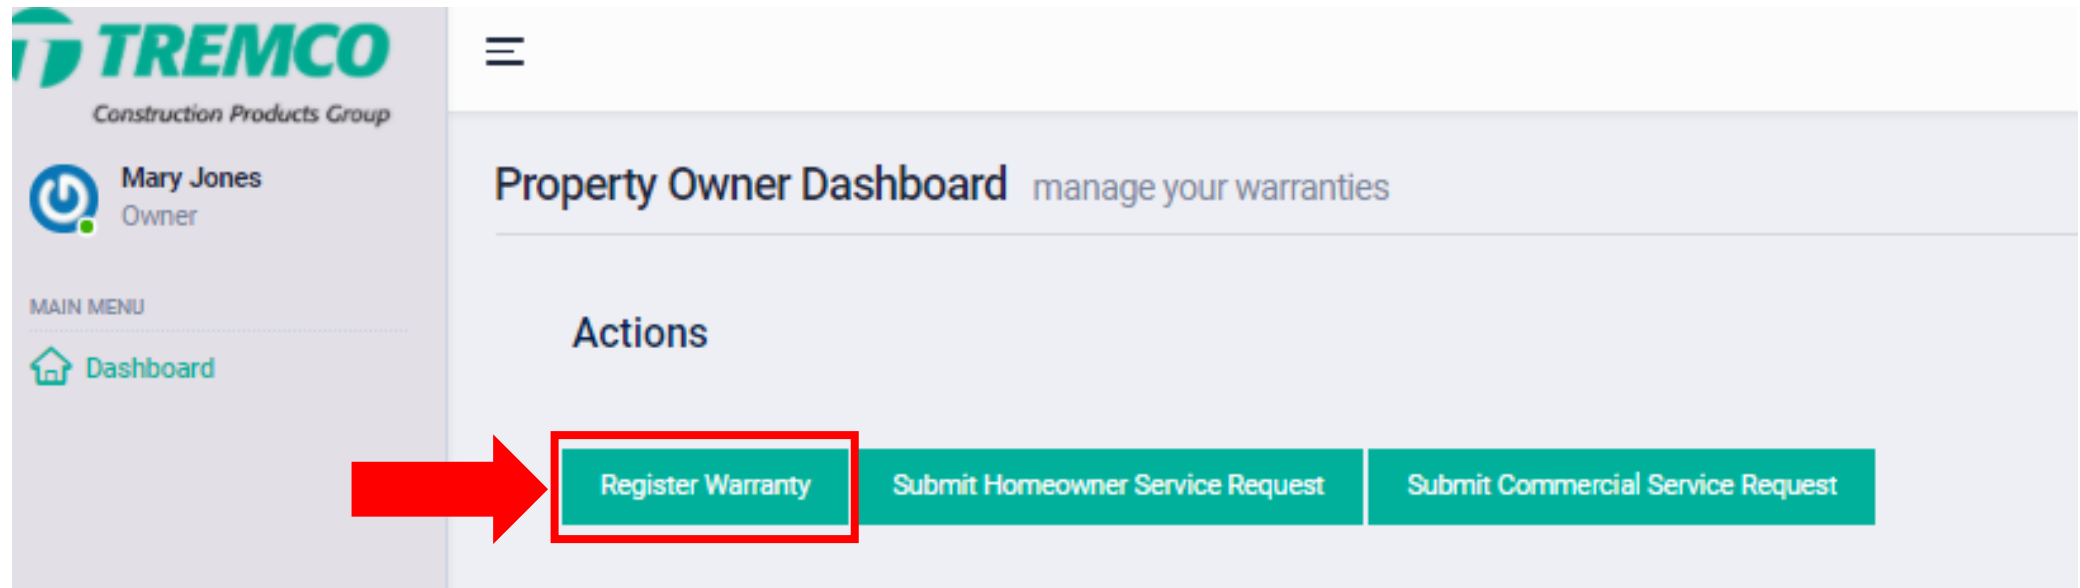 TREMCO
Construction Products Group
Mary Jones
Owner
MAIN MENU
Dashboard
Property Owner Dashboard manage your warranties
Actions
Register Warranty Submit Homeowner Service Request Submit Commercial Service Request